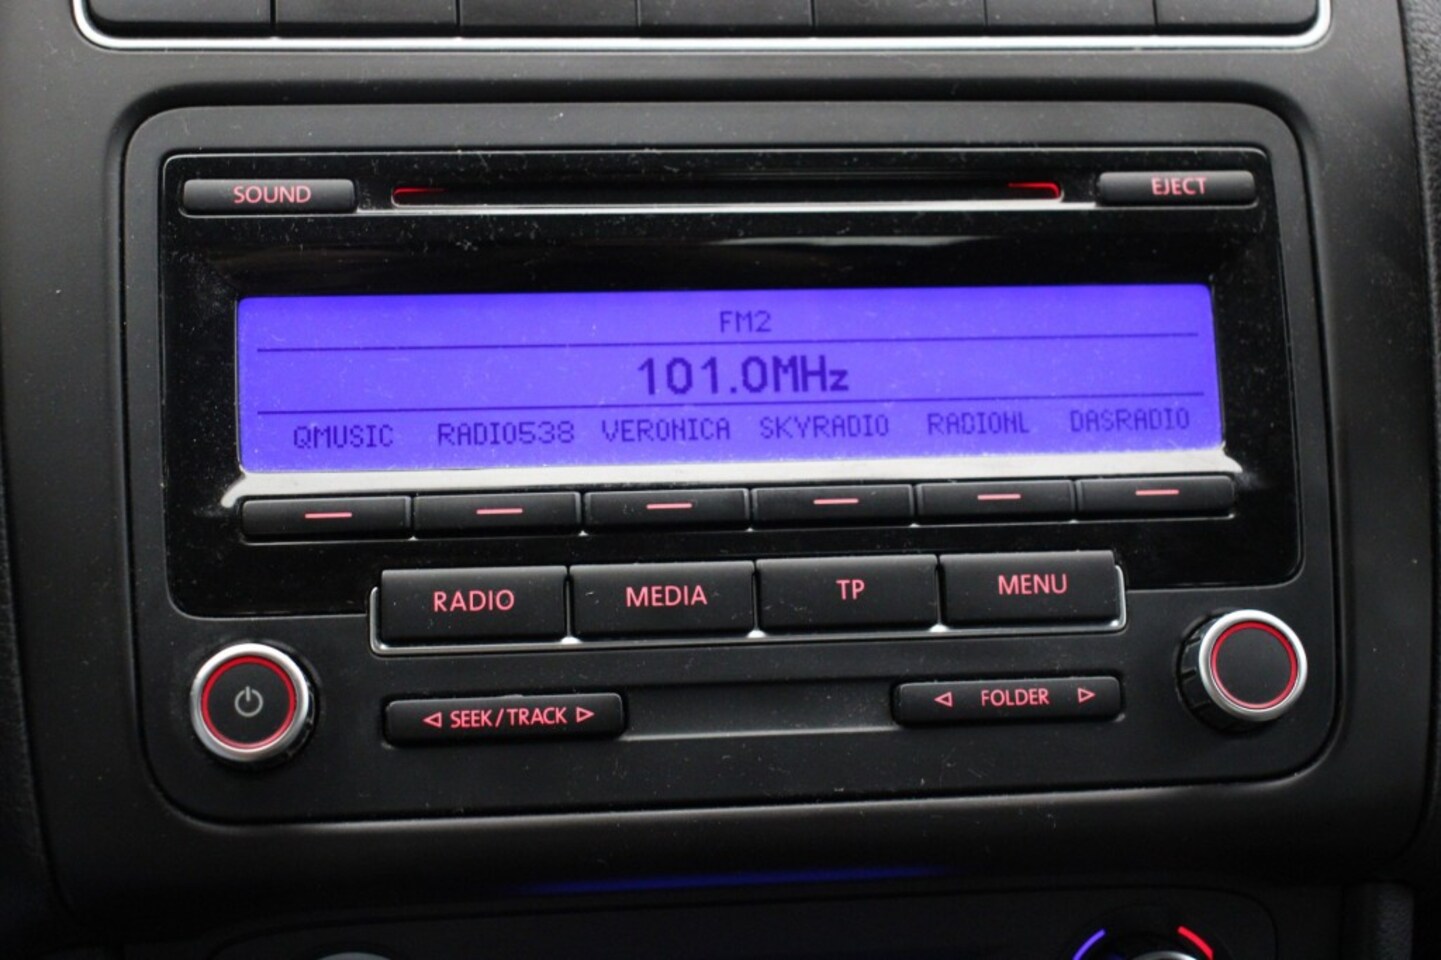 SOUND EJECT
FM2
101.0MHz
QMUSIC RADIO538 VERONICA SKYRADIO RADIONL DASRADIO
RADIO MEDIA TP MENU
◁ SEEK/TRACK ▷ ◁ FOLDER ▷